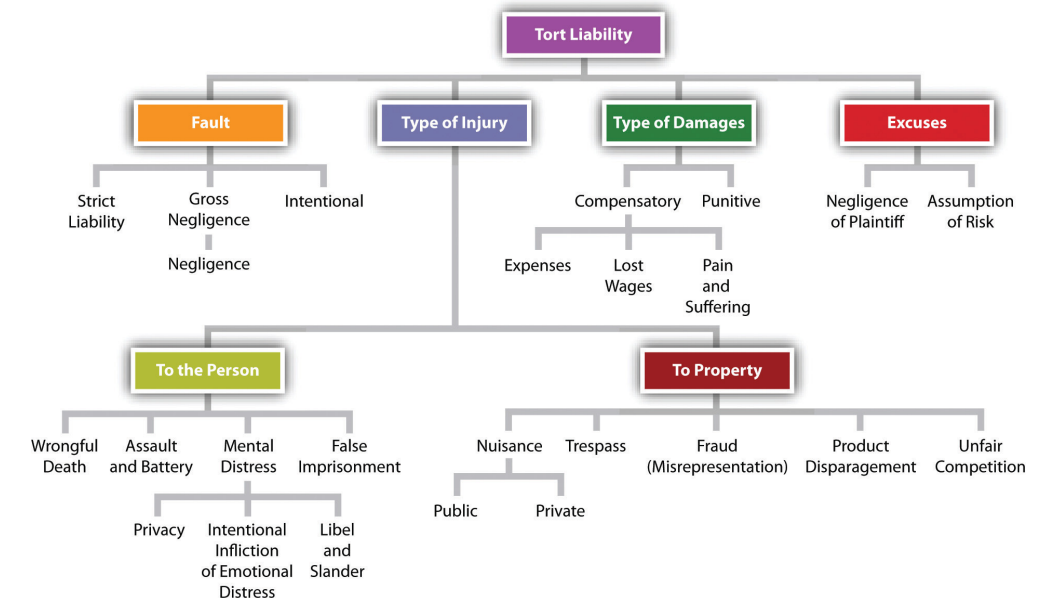 Tort Liability
Fault
Type of Injury
Type of Damages
Excuses
Strict
Liability
Gross
Negligence
Intentional
Negligence
Compensatory
Punitive
Expenses
Lost
Wages
Pain
and
Suffering
Negligence
of Plaintiff
Assumption
of Risk
To the Person
To Property
Wrongful
Death
Assault
and Battery
Mental
Distress
False
Imprisonment
Privacy
Intentional
Infliction
of Emotional
Distress
Libel
and
Slander
Nuisance
Trespass
Fraud
(Misrepresentation)
Product
Disparagement
Unfair
Competition
Public
Private